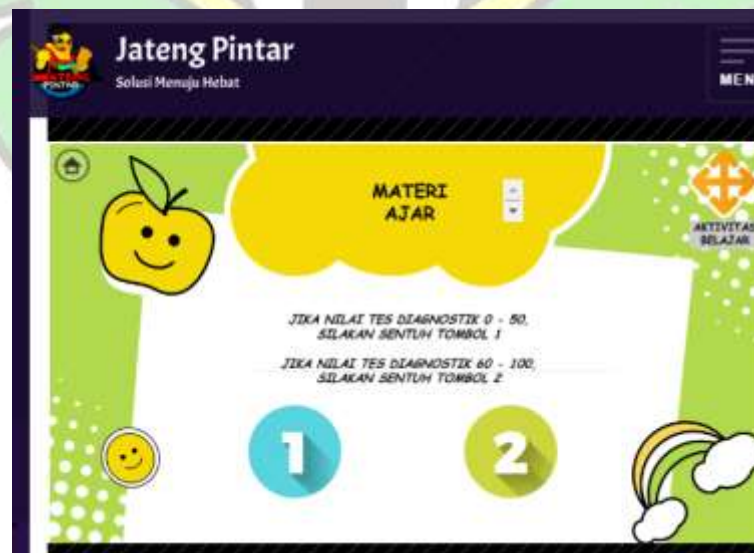 Jateng Pintar
Solusi Menuju Hebat
MEN
MATERI
AJAR
AKTIVITAS
BELAJAR
JIKA NILAI TES DIAGNOSTIK 0 - 50,
SILAKAN SENTUH TOMBOL 1
JIKA NILAI TES DIAGNOSTIK 60 - 100,
SILAKAN SENTUH TOMBOL 2
1
2